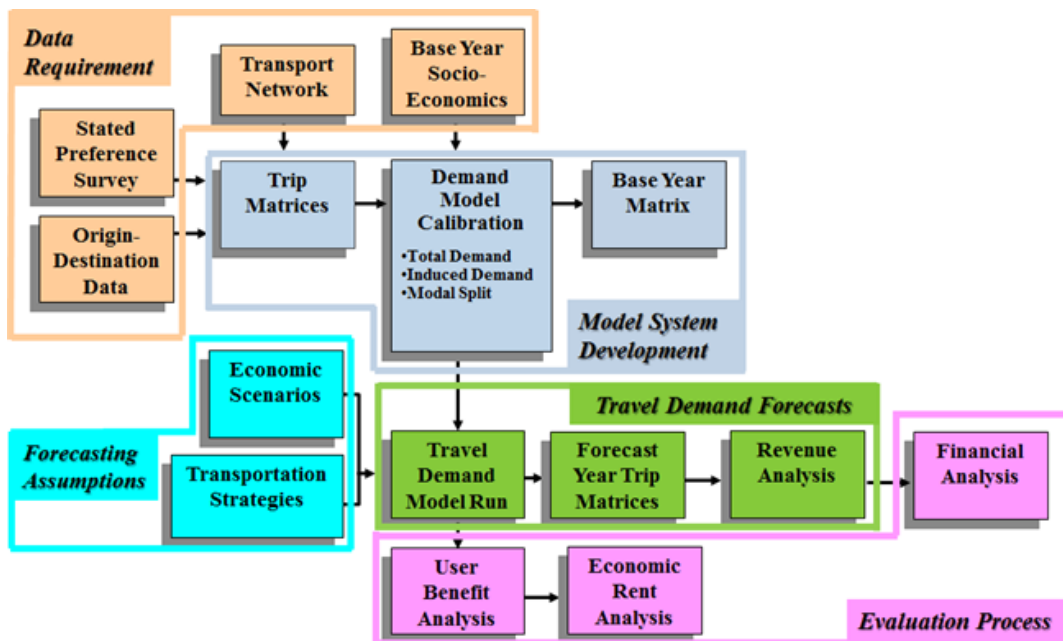 Data
Requirement
Transport
Network
Base Year
Socio-
Economics
Stated
Preference
Survey
Origin-
Destination
Data
Trip
Matrices
Demand
Model
Calibration
•Total Demand
•Induced Demand
•Modal Split
Base Year
Matrix
Model System
Development
Economic
Scenarios
Transportation
Strategies
Forecasting
Assumptions
Travel Demand Forecasts
Travel
Demand
Model Run
Forecast
Year Trip
Matrices
Revenue
Analysis
Financial
Analysis
User
Benefit
Analysis
Economic
Rent
Analysis
Evaluation Process